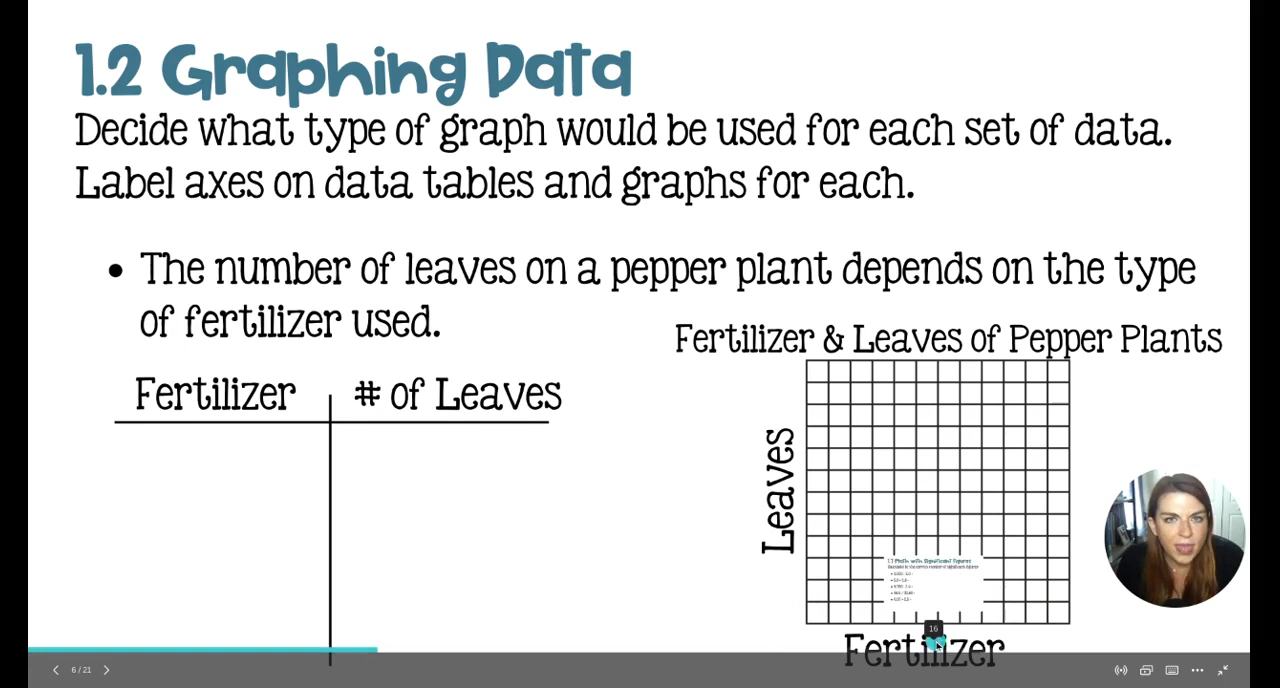 1.2 Graphing Data
Decide what type of graph would be used for each set of data.
Label axes on data tables and graphs for each.
• The number of leaves on a pepper plant depends on the type
of fertilizer used.
Fertilizer & Leaves of Pepper Plants
Fertilizer
# of Leaves
Leaves
Fertilizer
16
6 / 21